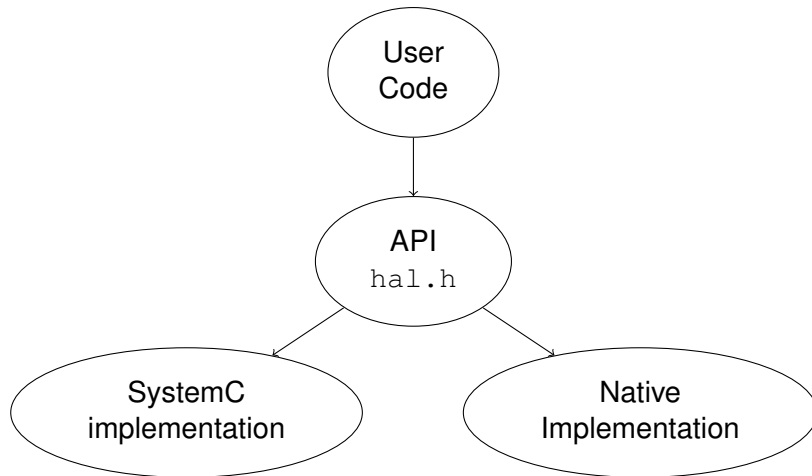 User
Code
API
hal.h
SystemC
implementation
Native
Implementation